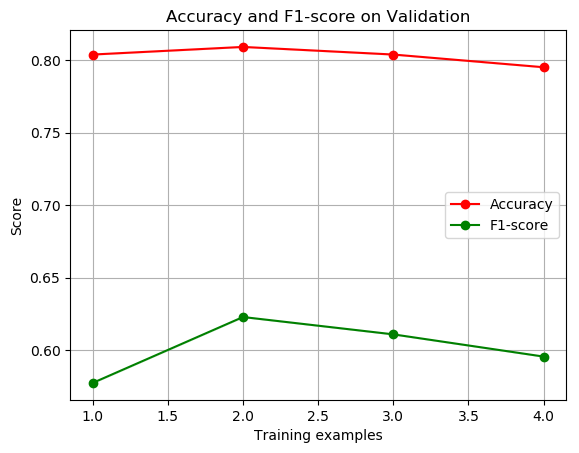 Accuracy and F1-score on Validation
0.80
0.75
0.70
0.65
0.60
Score
Accuracy
F1-score
1.0 1.5 2.0 2.5 3.0 3.5 4.0
Training examples